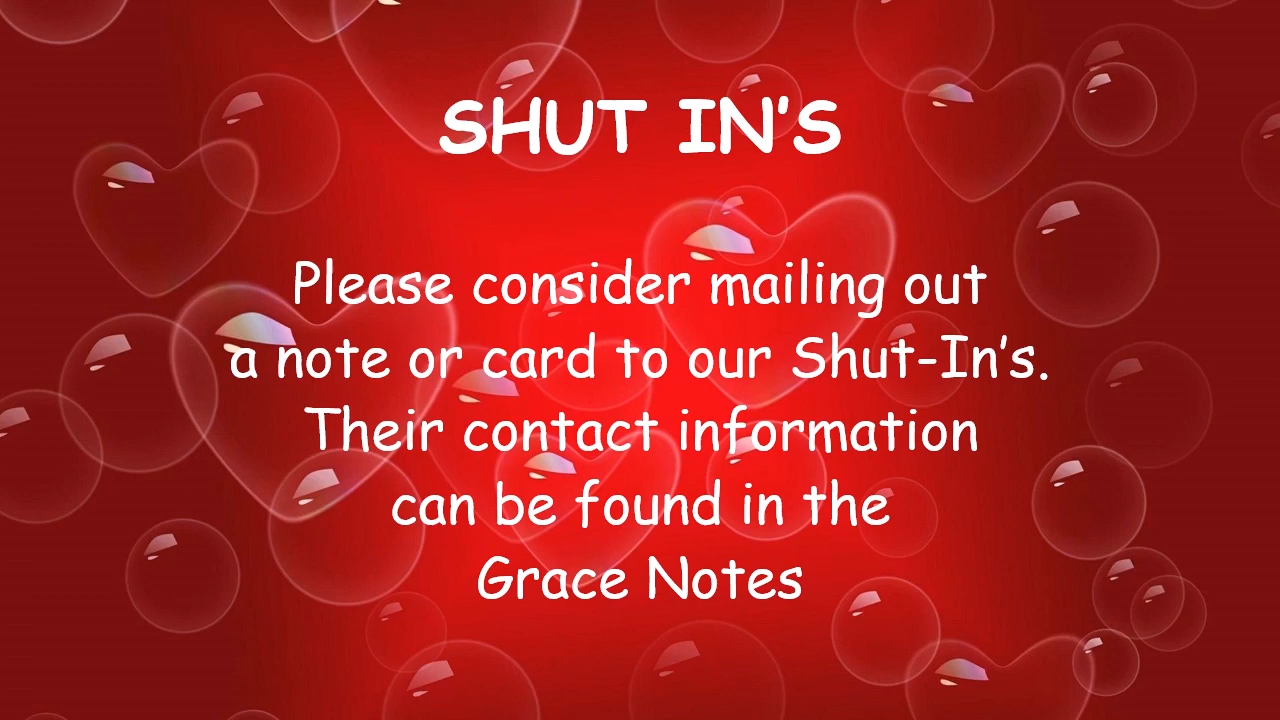 SHUT IN’S
Please consider mailing out
a note or card to our Shut-In’s.
Their contact information
can be found in the
Grace Notes